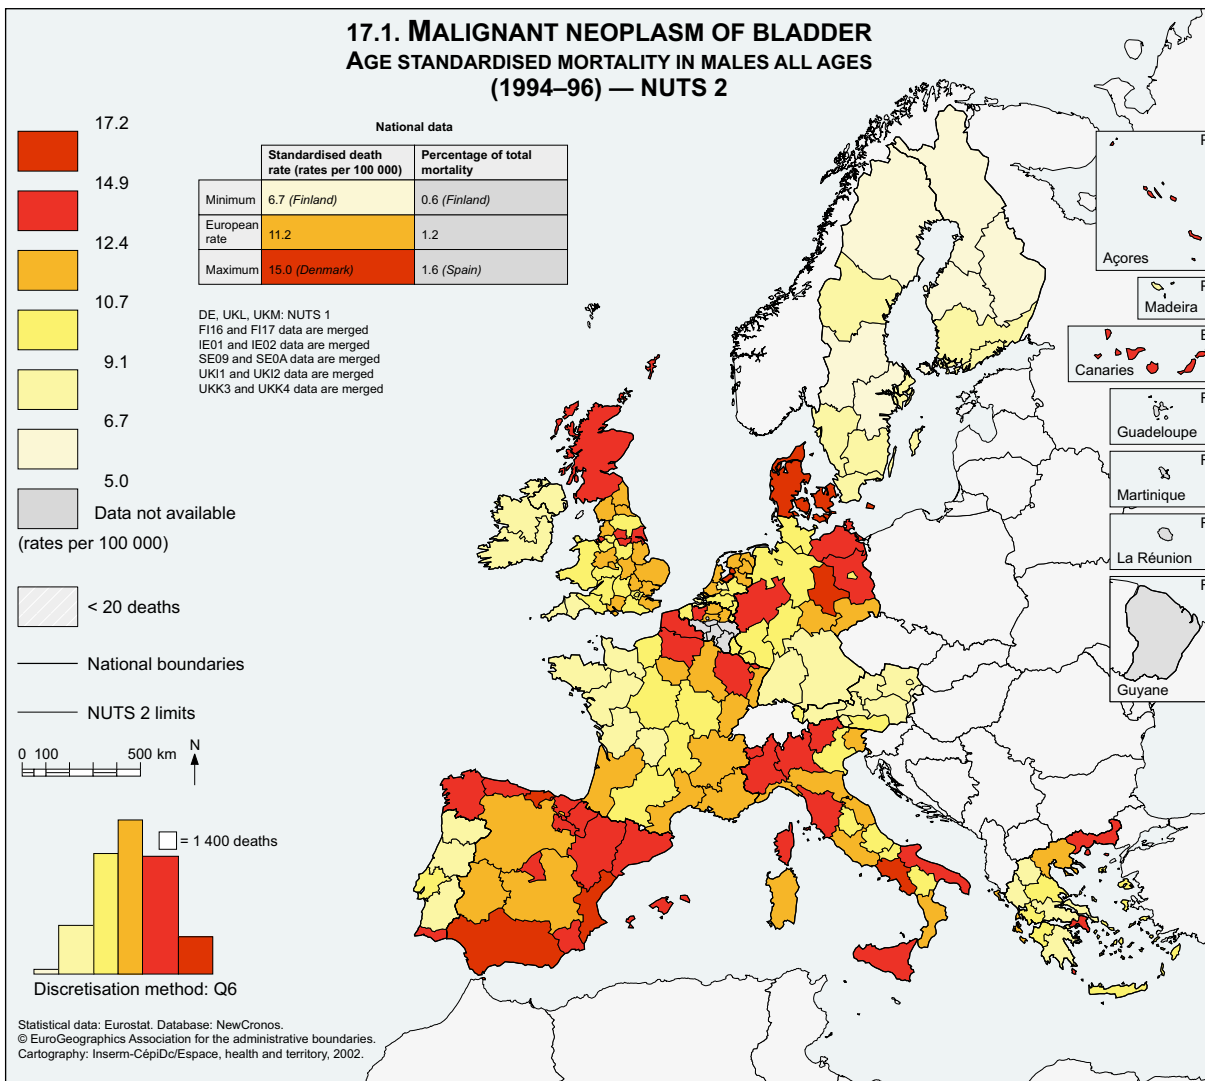 17.1. MALIGNANT NEOPLASM OF BLADDER
AGE STANDARDISED MORTALITY IN MALES ALL AGES
(1994–96) — NUTS 2
17.2
14.9
12.4
10.7
9.1
6.7
5.0
Data not available
(rates per 100 000)
< 20 deaths
National boundaries
NUTS 2 limits
0 100 500 km
N
National data
Standardised death rate (rates per 100 000) Percentage of total mortality
Minimum 6.7 (Finland) 0.6 (Finland)
European rate 11.2 1.2
Maximum 15.0 (Denmark) 1.6 (Spain)
DE, UKL, UKM: NUTS 1
FI16 and FI17 data are merged
IE01 and IE02 data are merged
SE09 and SE0A data are merged
UKI1 and UKI2 data are merged
UKK3 and UKK4 data are merged
Açores
Madeira
Canaries
E
Guadeloupe
Martinique
La Réunion
Guyane
= 1 400 deaths
Discretisation method: Q6
Statistical data: Eurostat. Database: NewCronos.
© EuroGeographics Association for the administrative boundaries.
Cartography: Inserm-CépiDc/Espace, health and territory, 2002.